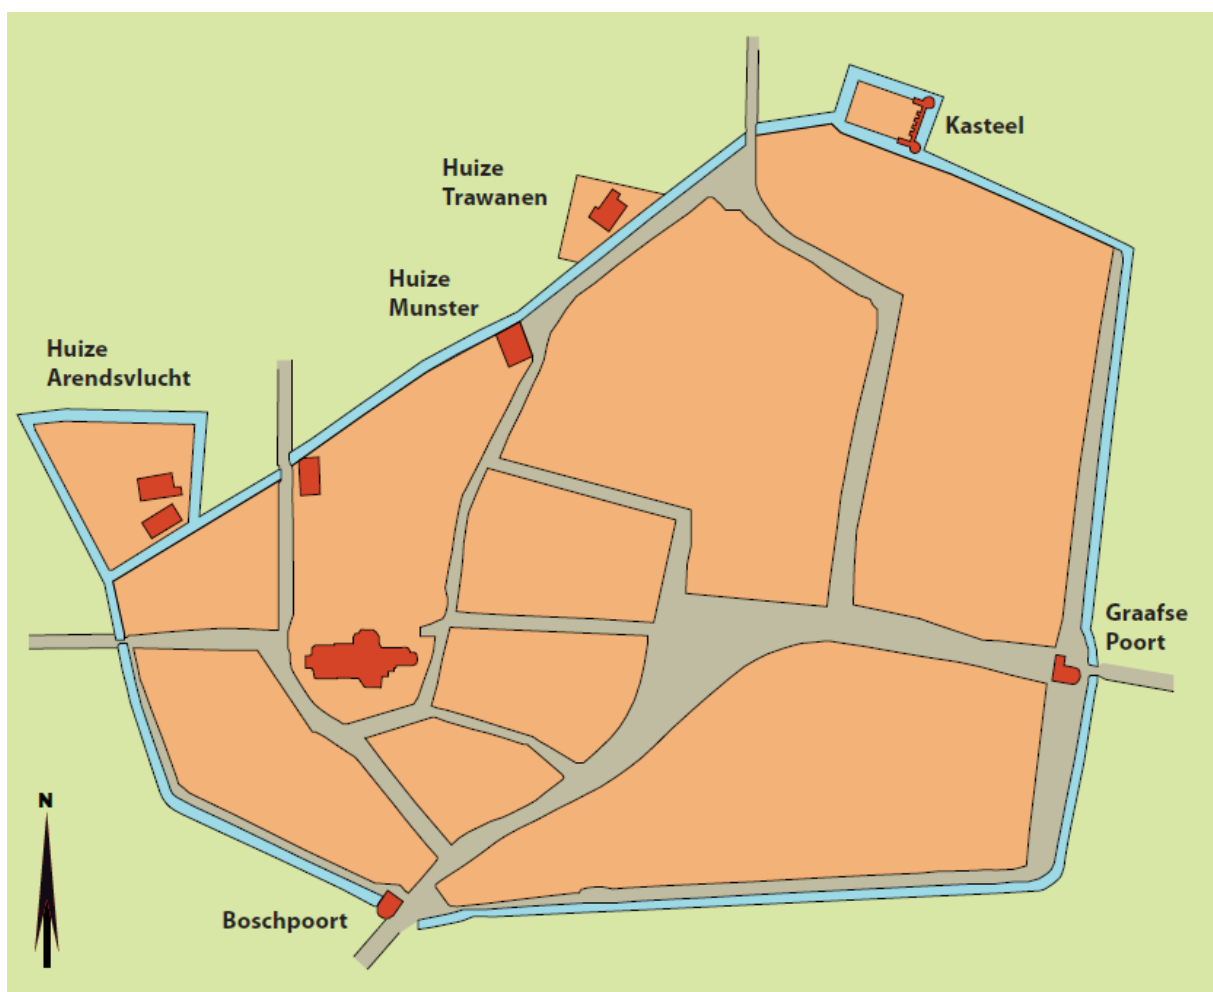 Kasteel
Huize
Trawanen
Huize
Munster
Huize
Arendsvlucht
Graafse
Poort
N
Boschpoort